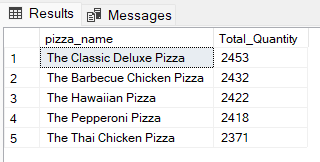 Results Messages
pizza_name Total_Quantity
1 The Classic Deluxe Pizza 2453
2 The Barbecue Chicken Pizza 2432
3 The Hawaiian Pizza 2422
4 The Pepperoni Pizza 2418
5 The Thai Chicken Pizza 2371